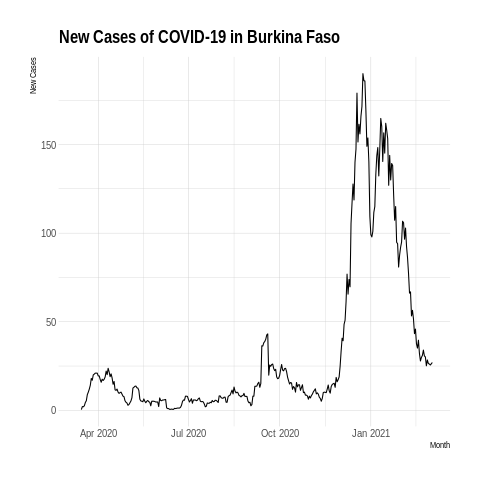 New Cases of COVID-19 in Burkina Faso
New Cases
150
100
50
0
Apr 2020
Jul 2020
Oct 2020
Jan 2021
Month